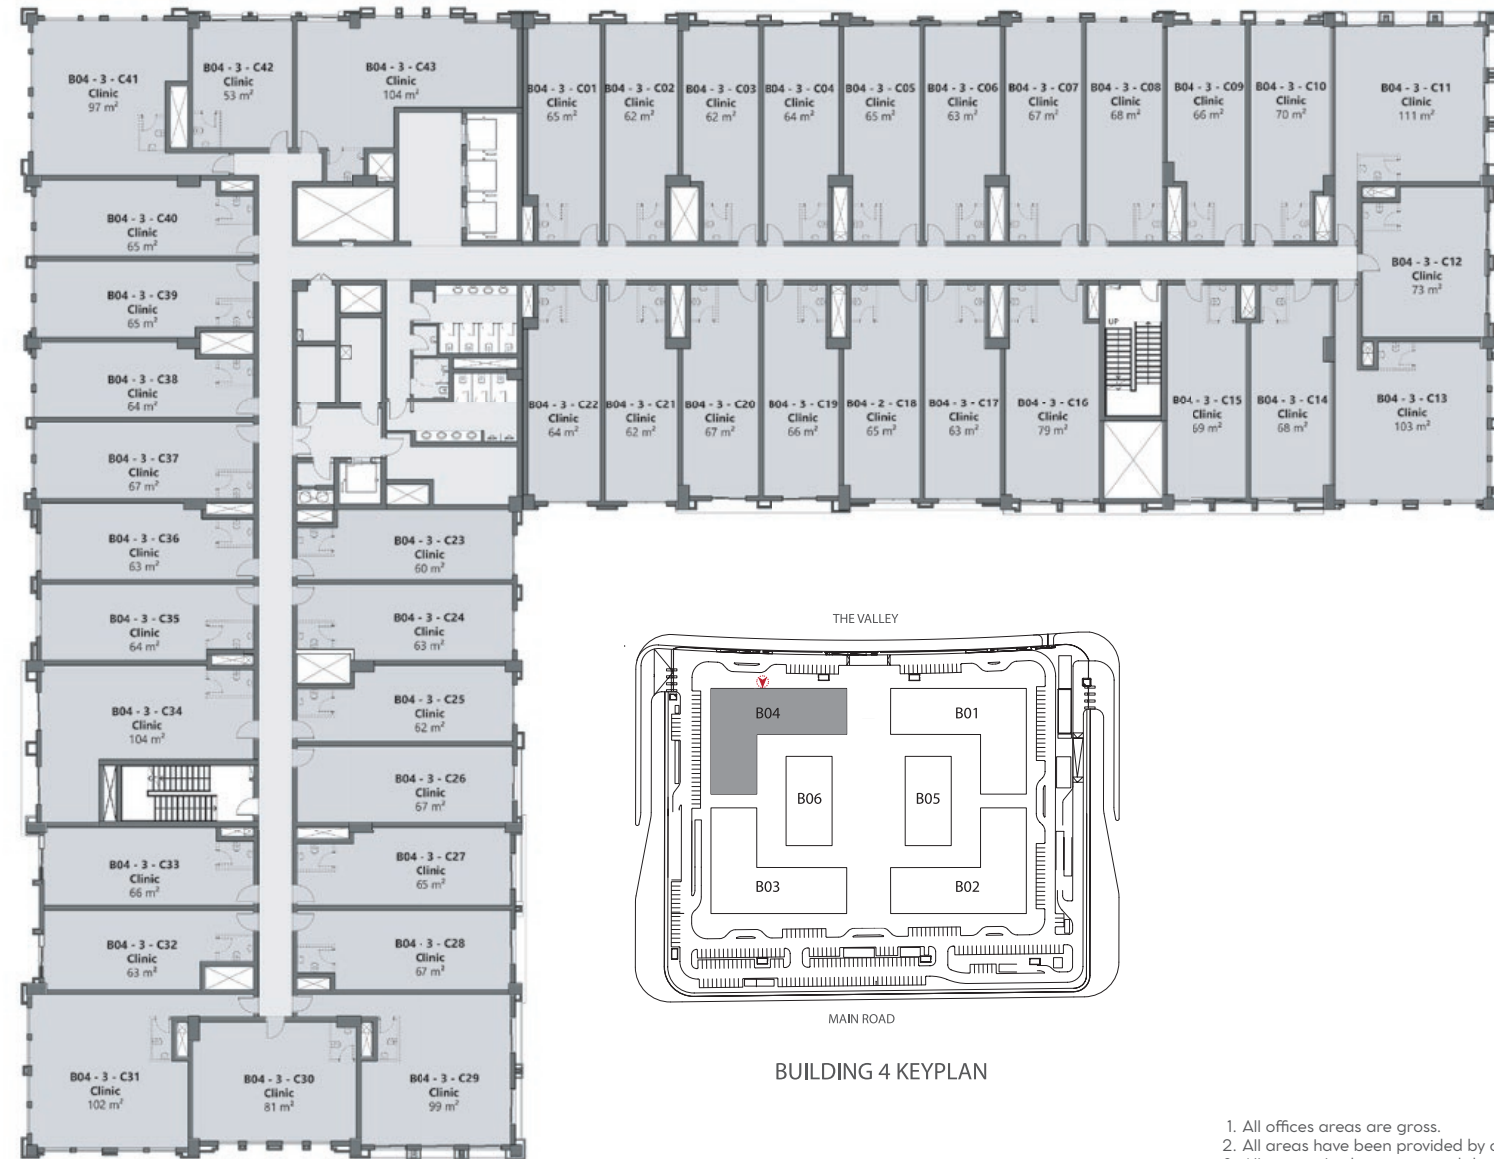 B04 - 3 - C41
Clinic
97 m²
B04 - 3 - C42
Clinic
53 m²
B04 - 3 - C43
Clinic
104 m²
B04 - 3 - C01
Clinic
65 m²
B04 - 3 - C02
Clinic
62 m²
B04 - 3 - C03
Clinic
62 m²
B04 - 3 - C04
Clinic
64 m²
B04 - 3 - C05
Clinic
65 m²
B04 - 3 - C06
Clinic
63 m²
B04 - 3 - C07
Clinic
67 m²
B04 - 3 - C08
Clinic
68 m²
B04 - 3 - C09
Clinic
66 m²
B04 - 3 - C10
Clinic
70 m²
B04 - 3 - C11
Clinic
111 m²
B04 - 3 - C40
Clinic
65 m²
B04 - 3 - C12
Clinic
73 m²
B04 - 3 - C39
Clinic
65 m²
UP
B04 - 3 - C38
Clinic
64 m²
B04 - 3 - C22
Clinic
64 m²
B04 - 3 - C21
Clinic
62 m²
B04 - 3 - C20
Clinic
67 m²
B04 - 3 - C19
Clinic
66 m²
B04 - 2 - C18
Clinic
65 m²
B04 - 3 - C17
Clinic
63 m²
B04 - 3 - C16
Clinic
79 m²
B04 - 3 - C15
Clinic
69 m²
B04 - 3 - C14
Clinic
68 m²
B04 - 3 - C13
Clinic
103 m²
B04 - 3 - C37
Clinic
67 m²
B04 - 3 - C36
Clinic
63 m²
B04 - 3 - C23
Clinic
60 m²
B04 - 3 - C35
Clinic
64 m²
B04 - 3 - C24
Clinic
63 m²
B04 - 3 - C34
Clinic
104 m²
B04 - 3 - C25
Clinic
62 m²
B04 - 3 - C26
Clinic
67 m²
B04 - 3 - C33
Clinic
66 m²
B04 - 3 - C27
Clinic
65 m²
B04 - 3 - C32
Clinic
63 m²
B04 - 3 - C28
Clinic
67 m²
B04 - 3 - C31
Clinic
102 m²
B04 - 3 - C30
Clinic
81 m²
B04 - 3 - C29
Clinic
99 m²
THE VALLEY
B04
B01
B06
B05
B03
B02
MAIN ROAD
BUILDING 4 KEYPLAN
1. All offices areas are gross.
2. All areas have been provided by